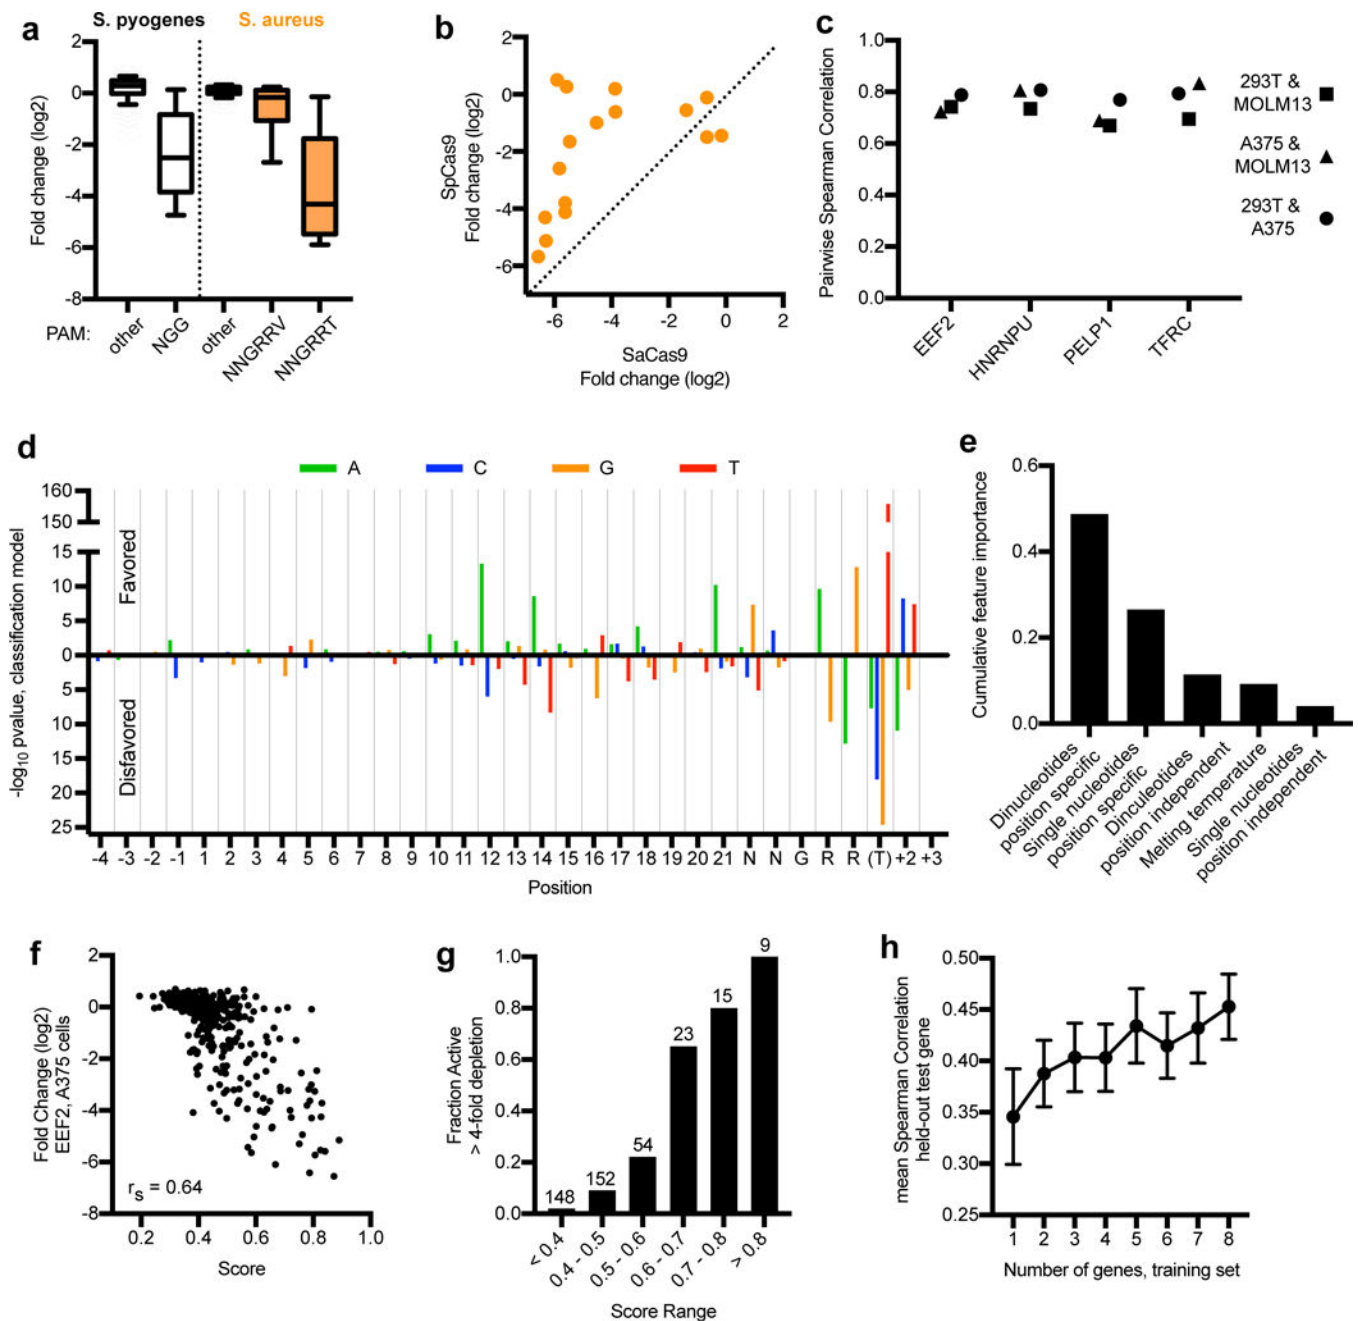 a
S. pyogenes
S. aureus
Fold change (log2)
2
0
-2
-4
-6
-8
PAM:
other
NGG
other
NNGRRV
NNGRRT
b
SpCas9
Fold change (log2)
2
0
-2
-4
-6
-6
-4
-2
0
2
SaCas9
Fold change (log2)
c
Pairwise Spearman Correlation
1.0
0.8
0.6
0.4
0.2
0.0
EEF2
HNRNPU
PELP1
TFRC
293T &
MOLM13
A375 &
MOLM13
293T &
A375
d
A
C
G
T
-log10 pvalue, classification model
160
150
15
10
5
0
5
10
15
20
25
Favored
Disfavored
-4 -3 -2 -1 1 2 3 4 5 6 7 8 9 10 11 12 13 14 15 16 17 18 19 20 21 N N G R R (T) +2 +3
Position
e
Cumulative feature importance
0.6
0.4
0.2
0.0
Dinucleotides
position specific
Single nucleotides
position specific
Dinculeotides
position independent
Melting temperature
Single nucleotides
position independent
f
Fold Change (log2)
EEF2, A375 cells
2
0
-2
-4
-6
-8
rs = 0.64
0.2 0.4 0.6 0.8 1.0
Score
g
Fraction Active
> 4-fold depletion
1.0
0.8
0.6
0.4
0.2
0.0
148
152
54
23
15
9
< 0.4
0.4 - 0.5
0.5 - 0.6
0.6 - 0.7
0.7 - 0.8
> 0.8
Score Range
h
mean Spearman Correlation
held-out test gene
0.50
0.45
0.40
0.35
0.30
0.25
1 2 3 4 5 6 7 8
Number of genes, training set